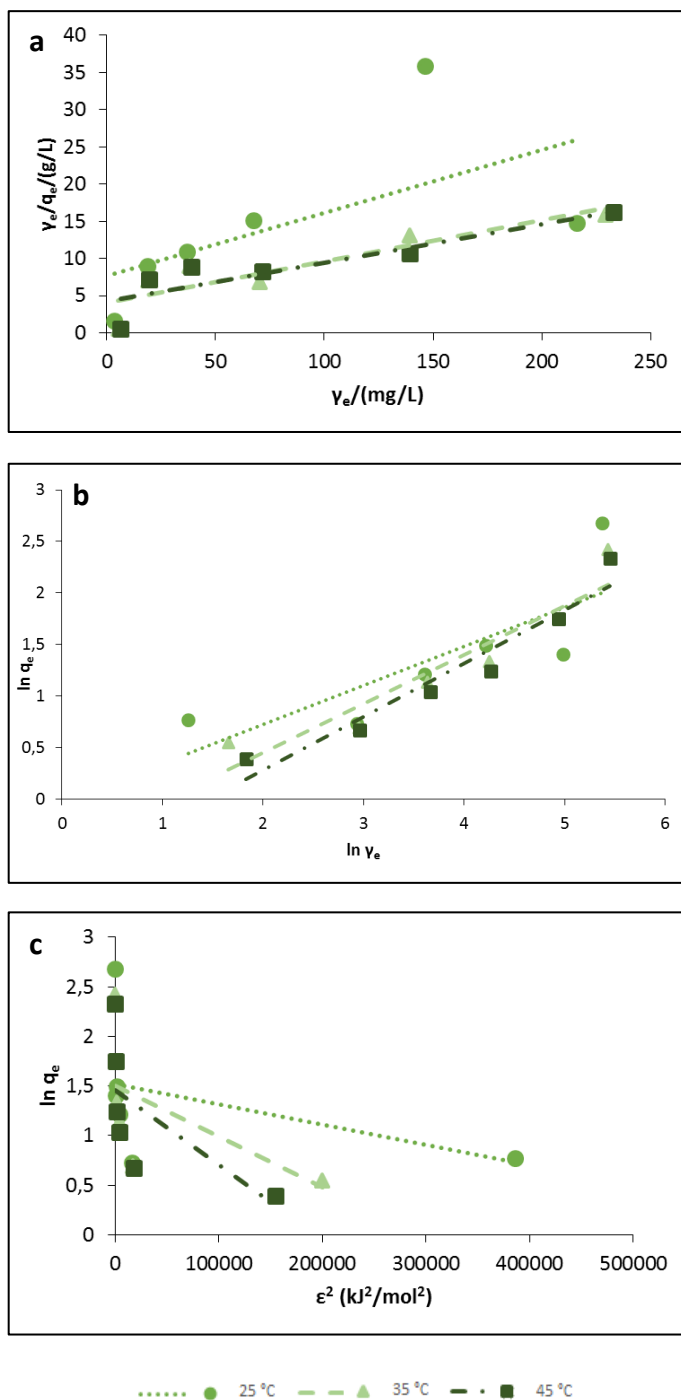 a
40
35
30
25
20
15
10
5
0
γe/qe/(g/L)
0 50 100 150 200 250
γe/(mg/L)
b
3
2,5
2
1,5
1
0,5
0
ln qe
0 1 2 3 4 5 6
ln γe
c
3
2,5
2
1,5
1
0,5
0
ln qe
0 100000 200000 300000 400000 500000
ε² (kJ²/mol²)
25 °C 35 °C 45 °C